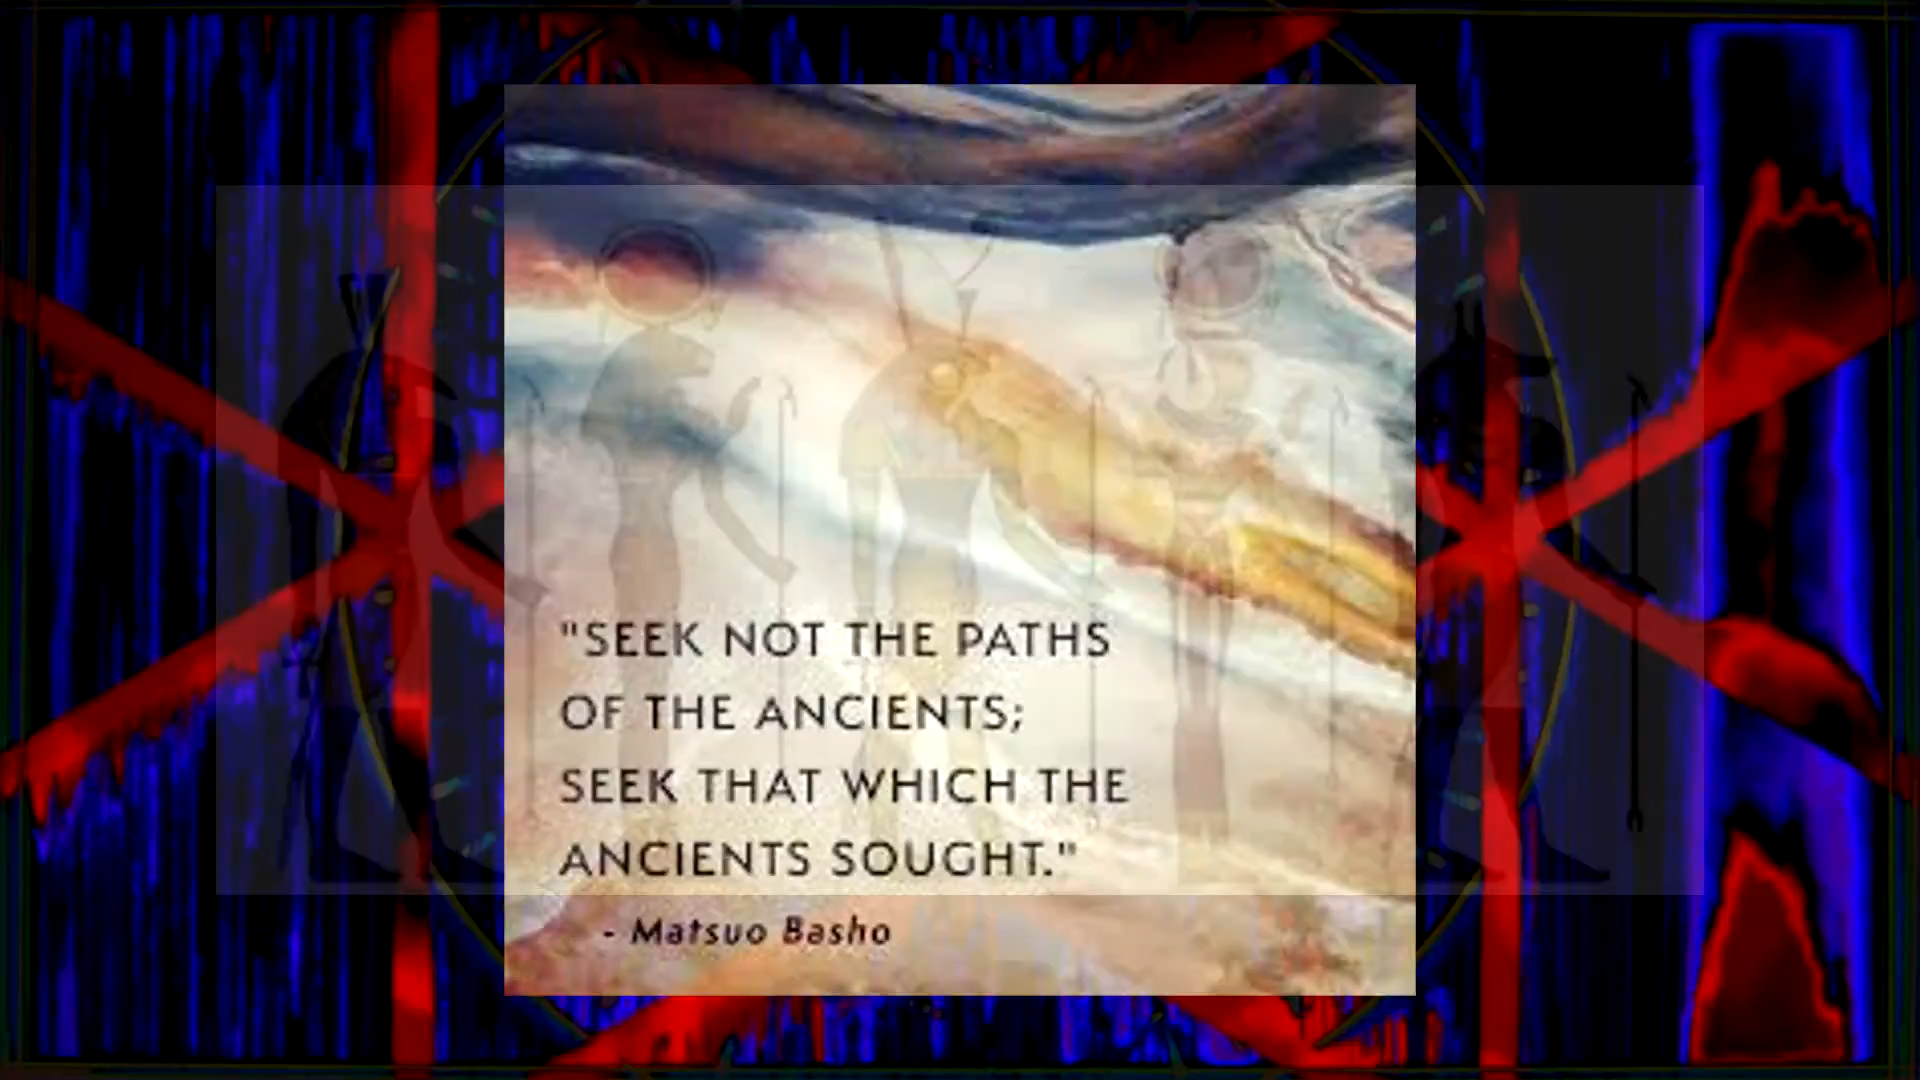 "SEEK NOT THE PATHS
OF THE ANCIENTS;
SEEK THAT WHICH THE
ANCIENTS SOUGHT."
- Matsuo Basho